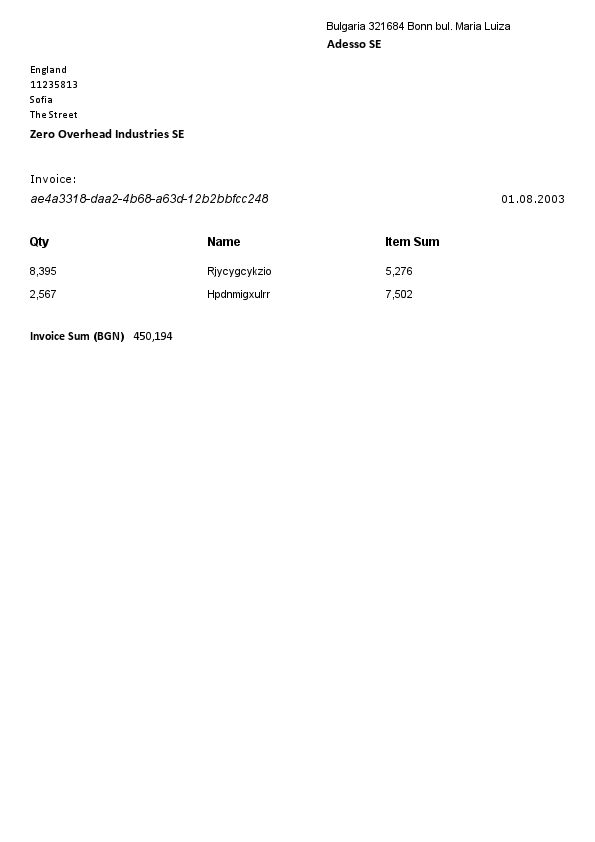 Bulgaria 321684 Bonn bul. Maria Luiza
Adesso SE
England
11235813
Sofia
The Street
Zero Overhead Industries SE
Invoice:
ae4a3318-daa2-4b68-a63d-12b2bbfcc248 01.08.2003
Qty Name Item Sum
8,395 Rjycygcykzio 5,276
2,567 Hpdnmigxulrr 7,502
Invoice Sum (BGN) 450,194